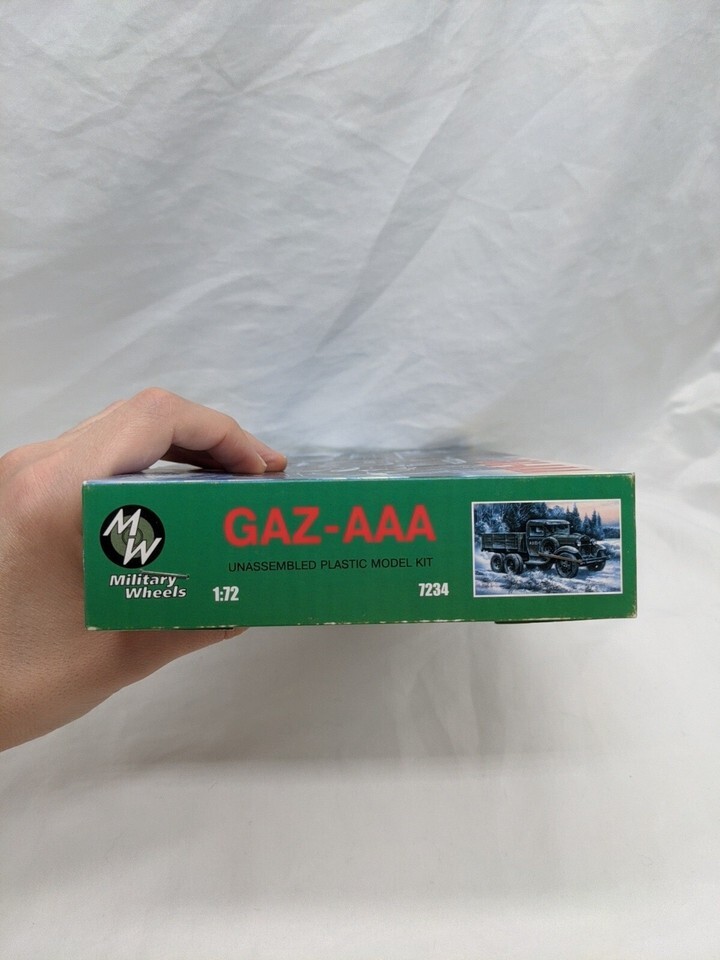 MW
Military
Wheels
GAZ-AAA
UNASSEMBLED PLASTIC MODEL KIT
1:72
7234